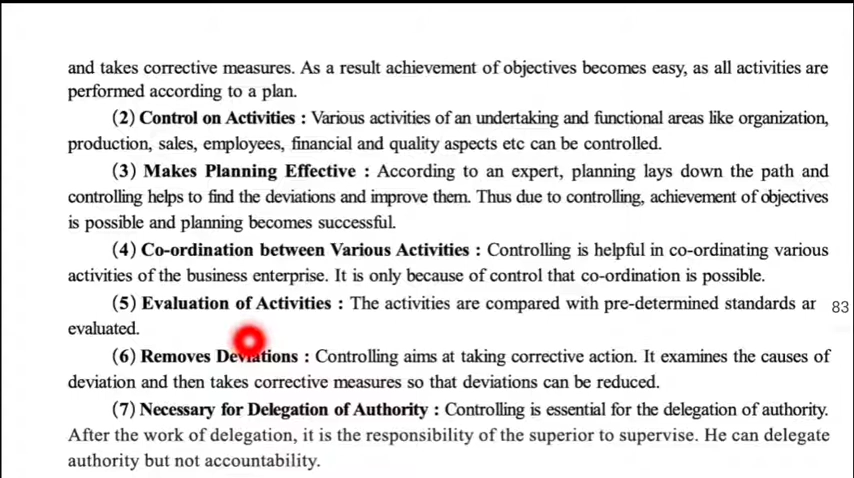 and takes corrective measures. As a result achievement of objectives becomes easy, as all activities are
performed according to a plan.
(2) Control on Activities : Various activities of an undertaking and functional areas like organization,
production, sales, employees, financial and quality aspects etc can be controlled.
(3) Makes Planning Effective : According to an expert, planning lays down the path and
controlling helps to find the deviations and improve them. Thus due to controlling, achievement of objectives
is possible and planning becomes successful.
(4) Co-ordination between Various Activities : Controlling is helpful in co-ordinating various
activities of the business enterprise. It is only because of control that co-ordination is possible.
(5) Evaluation of Activities : The activities are compared with pre-determined standards ar
83
evaluated.
(6) Removes Deviations : Controlling aims at taking corrective action. It examines the causes of
deviation and then takes corrective measures so that deviations can be reduced.
(7) Necessary for Delegation of Authority : Controlling is essential for the delegation of authority.
After the work of delegation, it is the responsibility of the superior to supervise. He can delegate
authority but not accountability.